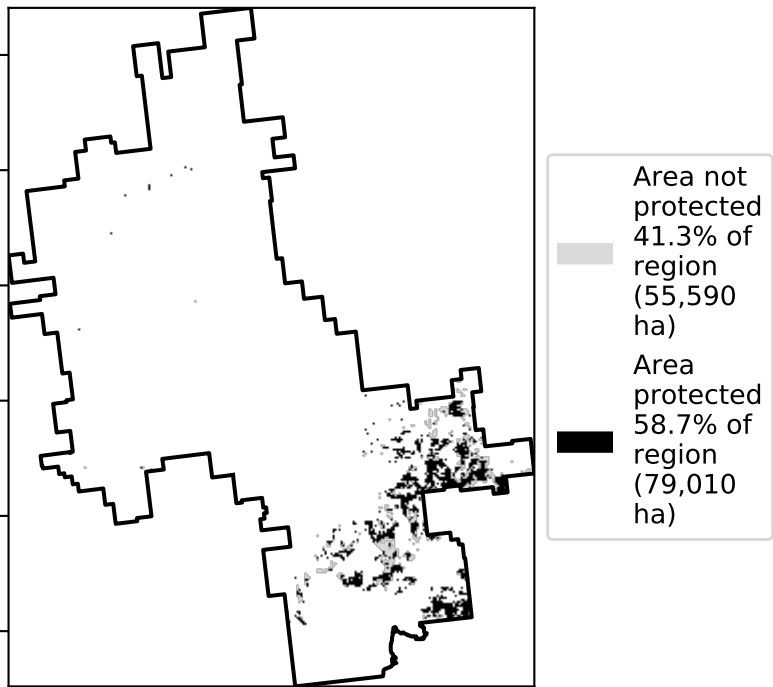 Area not
protected
41.3% of
region
(55,590
ha)
Area
protected
58.7% of
region
(79,010
ha)